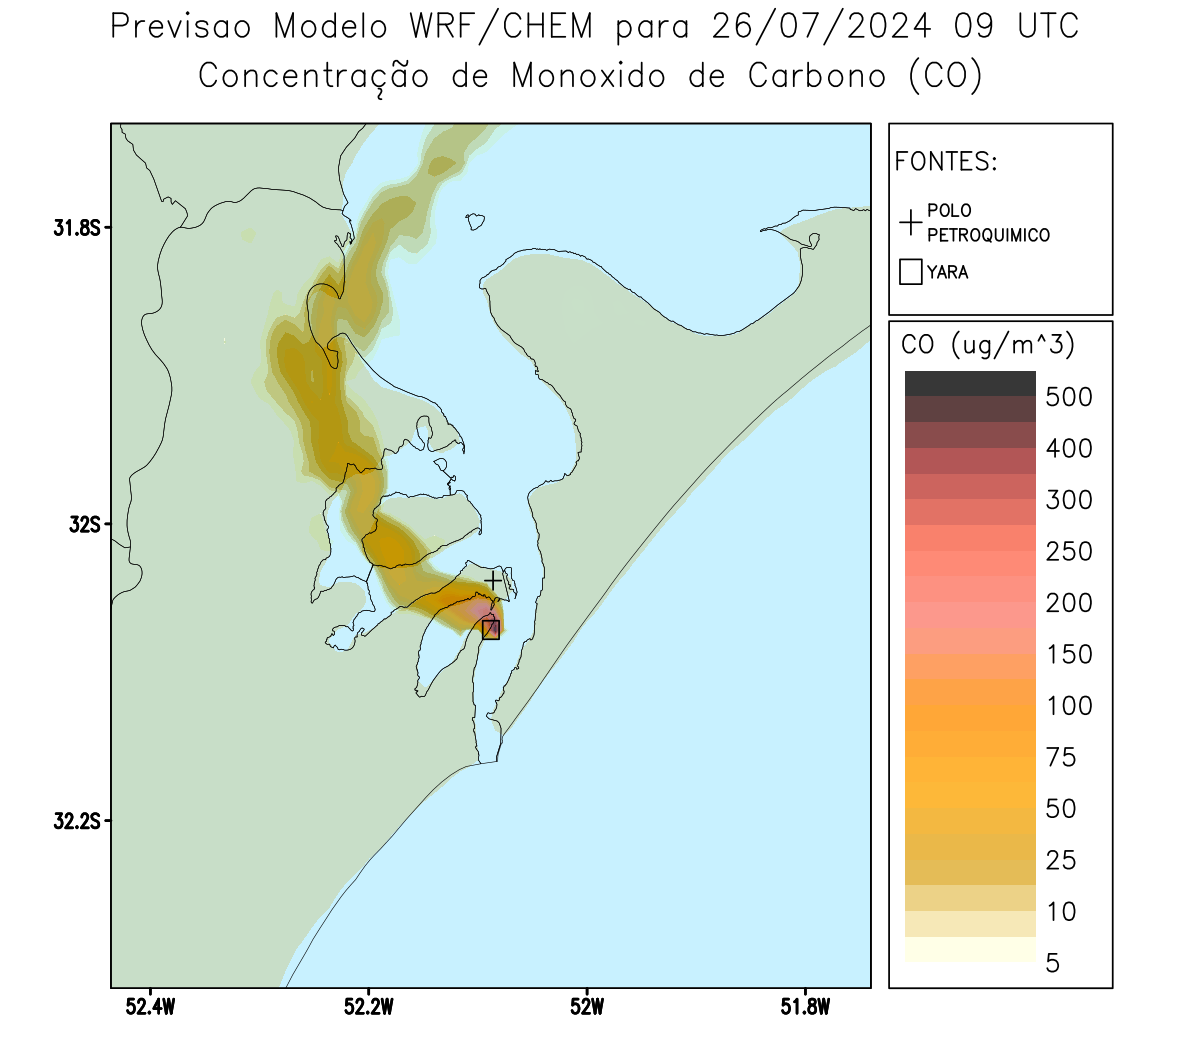 Previsao Modelo WRF/CHEM para 26/07/2024 09 UTC
Concentração de Monoxido de Carbono (CO)
FONTES:
POLO
PETROQUIMICO
YARA
CO (ug/m^3)
500
400
300
250
200
150
100
75
50
25
10
5
31.8S
32S
32.2S
52.4W
52.2W
52W
51.8W